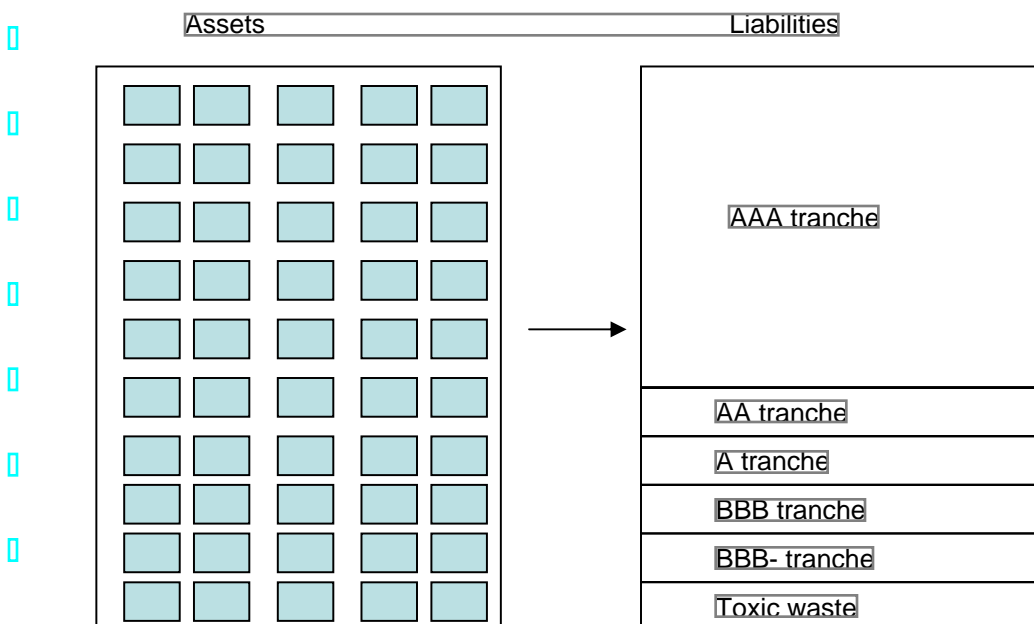 Assets Liabilities
AAA tranche
AA tranche
A tranche
BBB tranche
BBB- tranche
Toxic waste